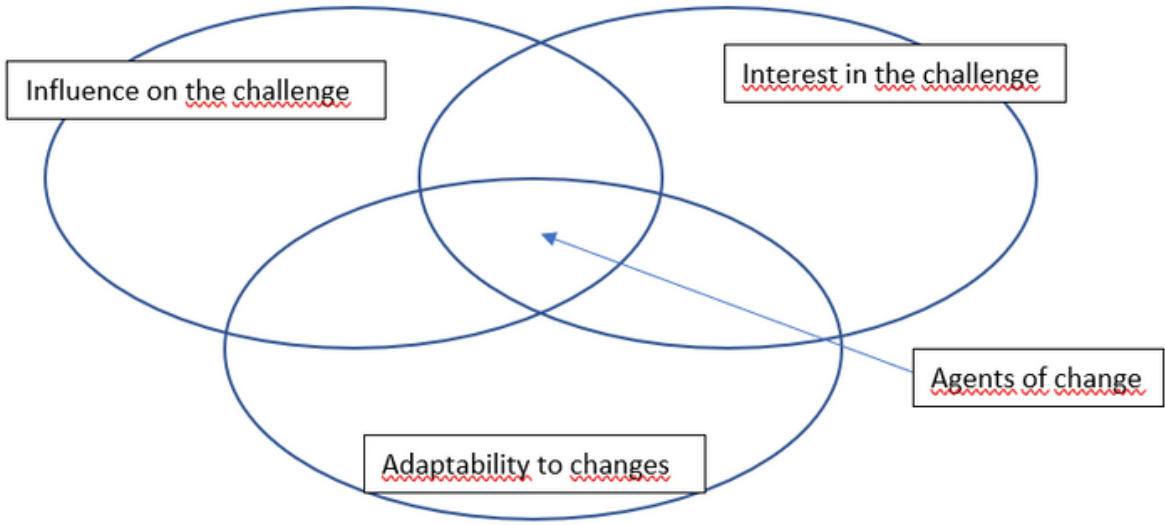 Influence on the challenge
Interest in the challenge
Agents of change
Adaptability to changes